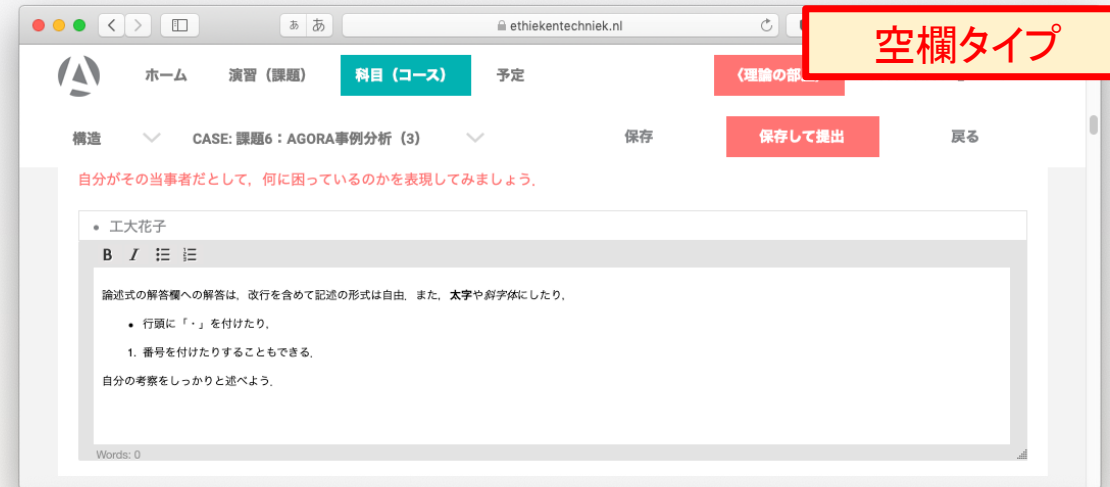 ああ
ethiekentechniek.nl
空欄タイプ
ホーム 演習（課題） 科目（コース） 予定 〈理論の部
構造 CASE: 課題6：AGORA事例分析（3） 保存 保存して提出 戻る
自分がその当事者だとして，何に困っているのかを表現してみましょう．
• 工大花子
B I
論述式の解答欄への解答は，改行を含めて記述の形式は自由．また，太字や斜字体にしたり，
• 行頭に「・」を付けたり，
1. 番号を付けたりすることもできる．
自分の考察をしっかりと述べよう．
Words: 0